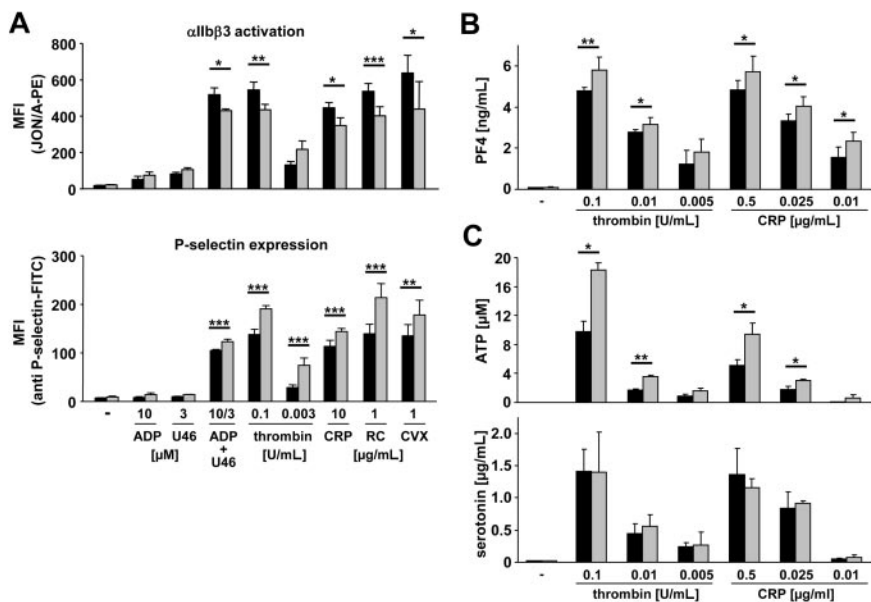 A
αIIbβ3 activation
MFI
(JON/A-PE)
800
600
400
200
0
*
**
*
***
*
P-selectin expression
MFI
(anti P-selectin-FITC)
300
200
100
0
***
***
***
***
***
**
- 10 3 10/3 0.1 0.003 10 1 1
ADP U46 ADP + U46 thrombin CRP RC CVX
[µM] [U/mL] [µg/mL]
B
PF4 [ng/mL]
8
6
4
2
0
**
*
*
*
*
- 0.1 0.01 0.005 0.5 0.025 0.01
thrombin [U/mL] CRP [µg/mL]
C
ATP [µM]
20
16
12
8
4
0
*
**
*
*
serotonin [µg/mL]
2.0
1.5
1.0
0.5
0
- 0.1 0.01 0.005 0.5 0.025 0.01
thrombin [U/mL] CRP [µg/ml]